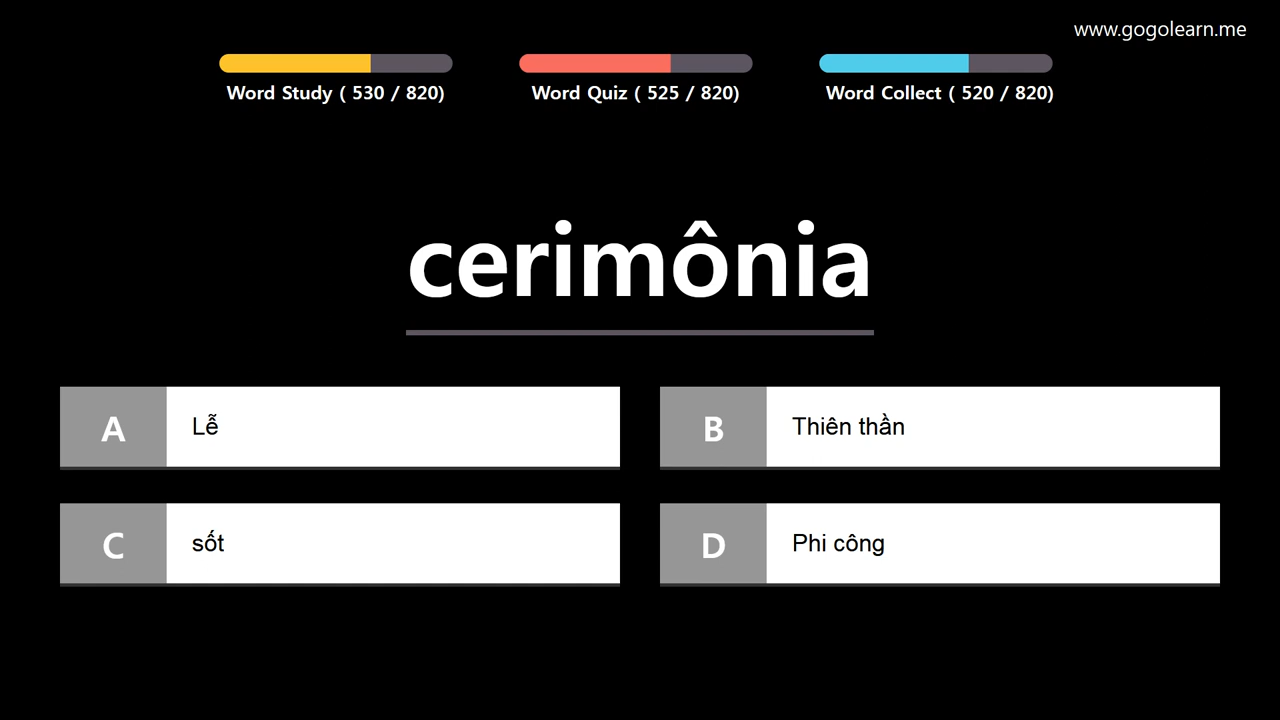 www.gogolearn.me
Word Study ( 530 / 820)
Word Quiz ( 525 / 820)
Word Collect ( 520 / 820)
cerimônia
A Lễ
B Thiên thần
C sốt
D Phi công